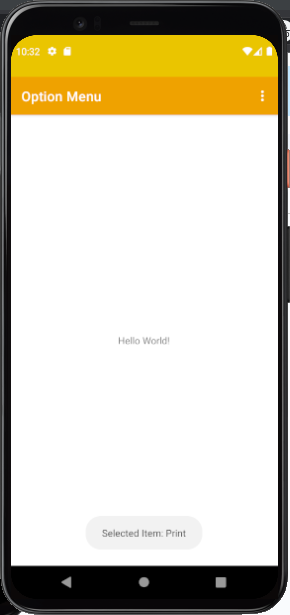 10:32
Option Menu
Hello World!
Selected Item: Print